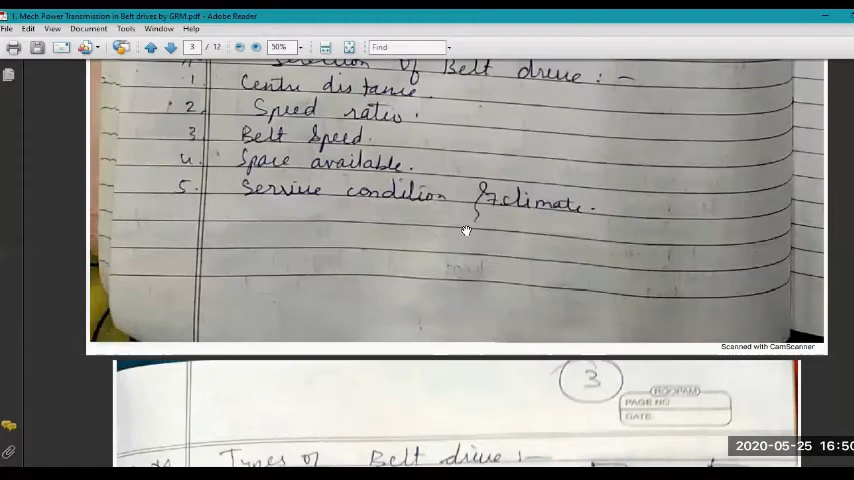 1. Mech Power Transmission in Belt drives by GRM.pdf - Adobe Reader
File Edit View Document Tools Window Help
3 / 12 50% Find
Selection of Belt drive : -
1. Centre distance.
2. Speed ratio.
3 Belt Speed.
4. Space available.
5. Service condition & climate.
Scanned with CamScanner
3
ROOPAM
PAGE NO
DATE:
2020-05-25 16:50
Types of Belt drive : -